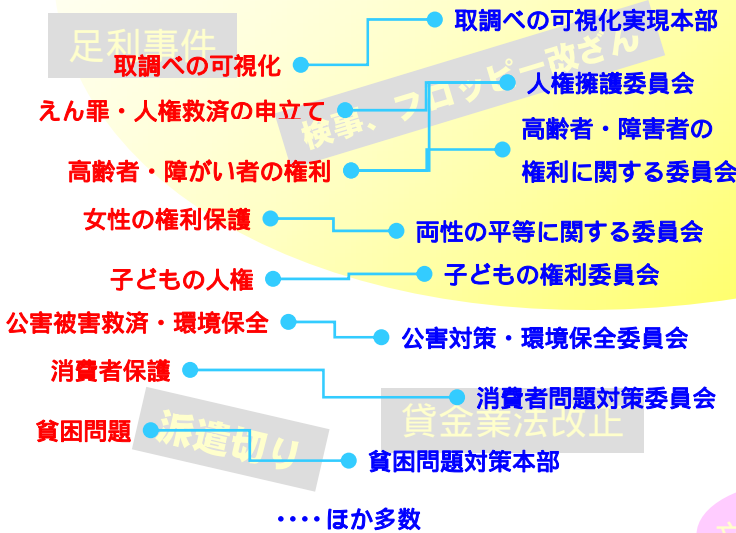 足利事件
取調べの可視化
取調べの可視化実現本部
検事、フロッピー改ざん
えん罪・人権救済の申立て
人権擁護委員会
高齢者・障がい者の権利
高齢者・障害者の
権利に関する委員会
女性の権利保護
両性の平等に関する委員会
子どもの人権
子どもの権利委員会
公害被害救済・環境保全
公害対策・環境保全委員会
消費者保護
消費者問題対策委員会
貸金業法改正
貧困問題
派遣切り
貧困問題対策本部
・・・・ほか多数